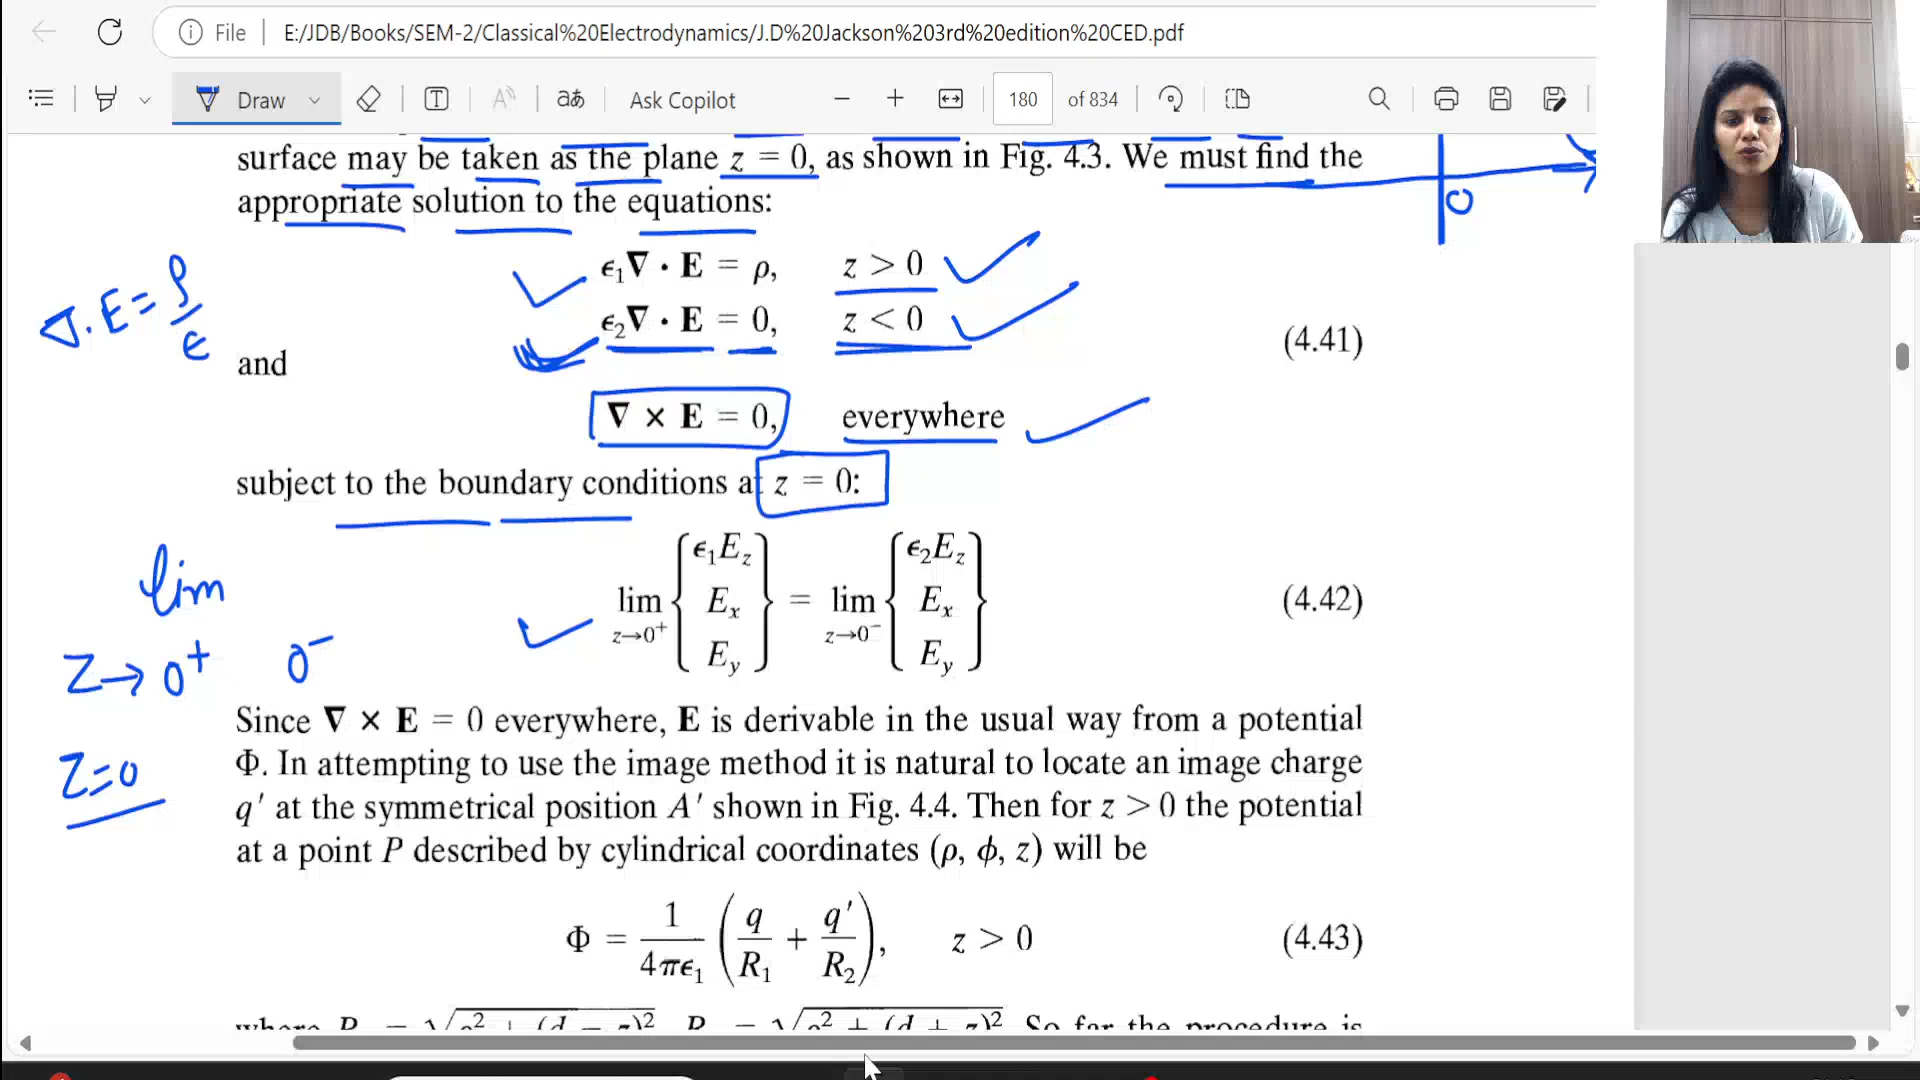 File E:/JDB/Books/SEM-2/Classical%20Electrodynamics/J.D%20Jackson%203rd%20edition%20CED.pdf
Draw T A aあ Ask Copilot − + 180 of 834
surface may be taken as the plane z = 0, as shown in Fig. 4.3. We must find the
appropriate solution to the equations:
0
ϵ₁∇ · E = ρ, z > 0
∇.E = ρ/ϵ
ϵ₂∇ · E = 0, z < 0
(4.41)
and
∇ × E = 0, everywhere
subject to the boundary conditions at z = 0:
lim z→0⁺ {ϵ₁E_z E_x E_y} = lim z→0⁻ {ϵ₂E_z E_x E_y} (4.42)
lim
Z→0⁺ 0⁻
Since ∇ × E = 0 everywhere, E is derivable in the usual way from a potential
Z=0
Φ. In attempting to use the image method it is natural to locate an image charge
q′ at the symmetrical position A′ shown in Fig. 4.4. Then for z > 0 the potential
at a point P described by cylindrical coordinates (ρ, ϕ, z) will be
Φ = 1/4πϵ₁ (q/R₁ + q′/R₂), z > 0 (4.43)